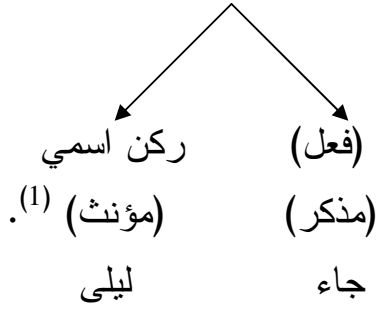 (فعل) ركن اسمي
(مذكر) (مؤنث) (1).
جاء ليلى